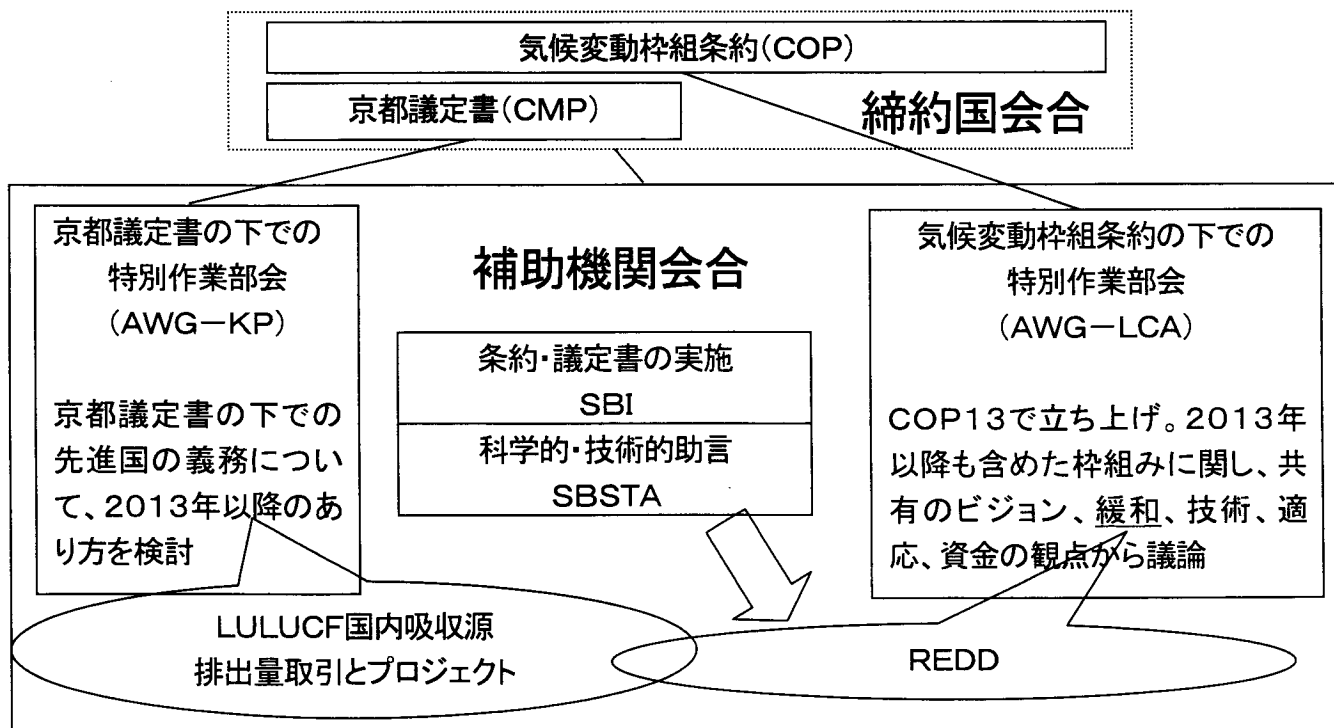 気候変動枠組条約(COP)
京都議定書(CMP)
締約国会合
京都議定書の下での
特別作業部会
(AWG－KP)
京都議定書の下での
先進国の義務につい
て、2013年以降のあ
り方を検討
補助機関会合
条約・議定書の実施
SBI
科学的・技術的助言
SBSTA
気候変動枠組条約の下での
特別作業部会
(AWG－LCA)
COP13で立ち上げ。2013年
以降も含めた枠組みに関し、共
有のビジョン、緩和、技術、適
応、資金の観点から議論
LULUCF国内吸収源
排出量取引とプロジェクト
REDD